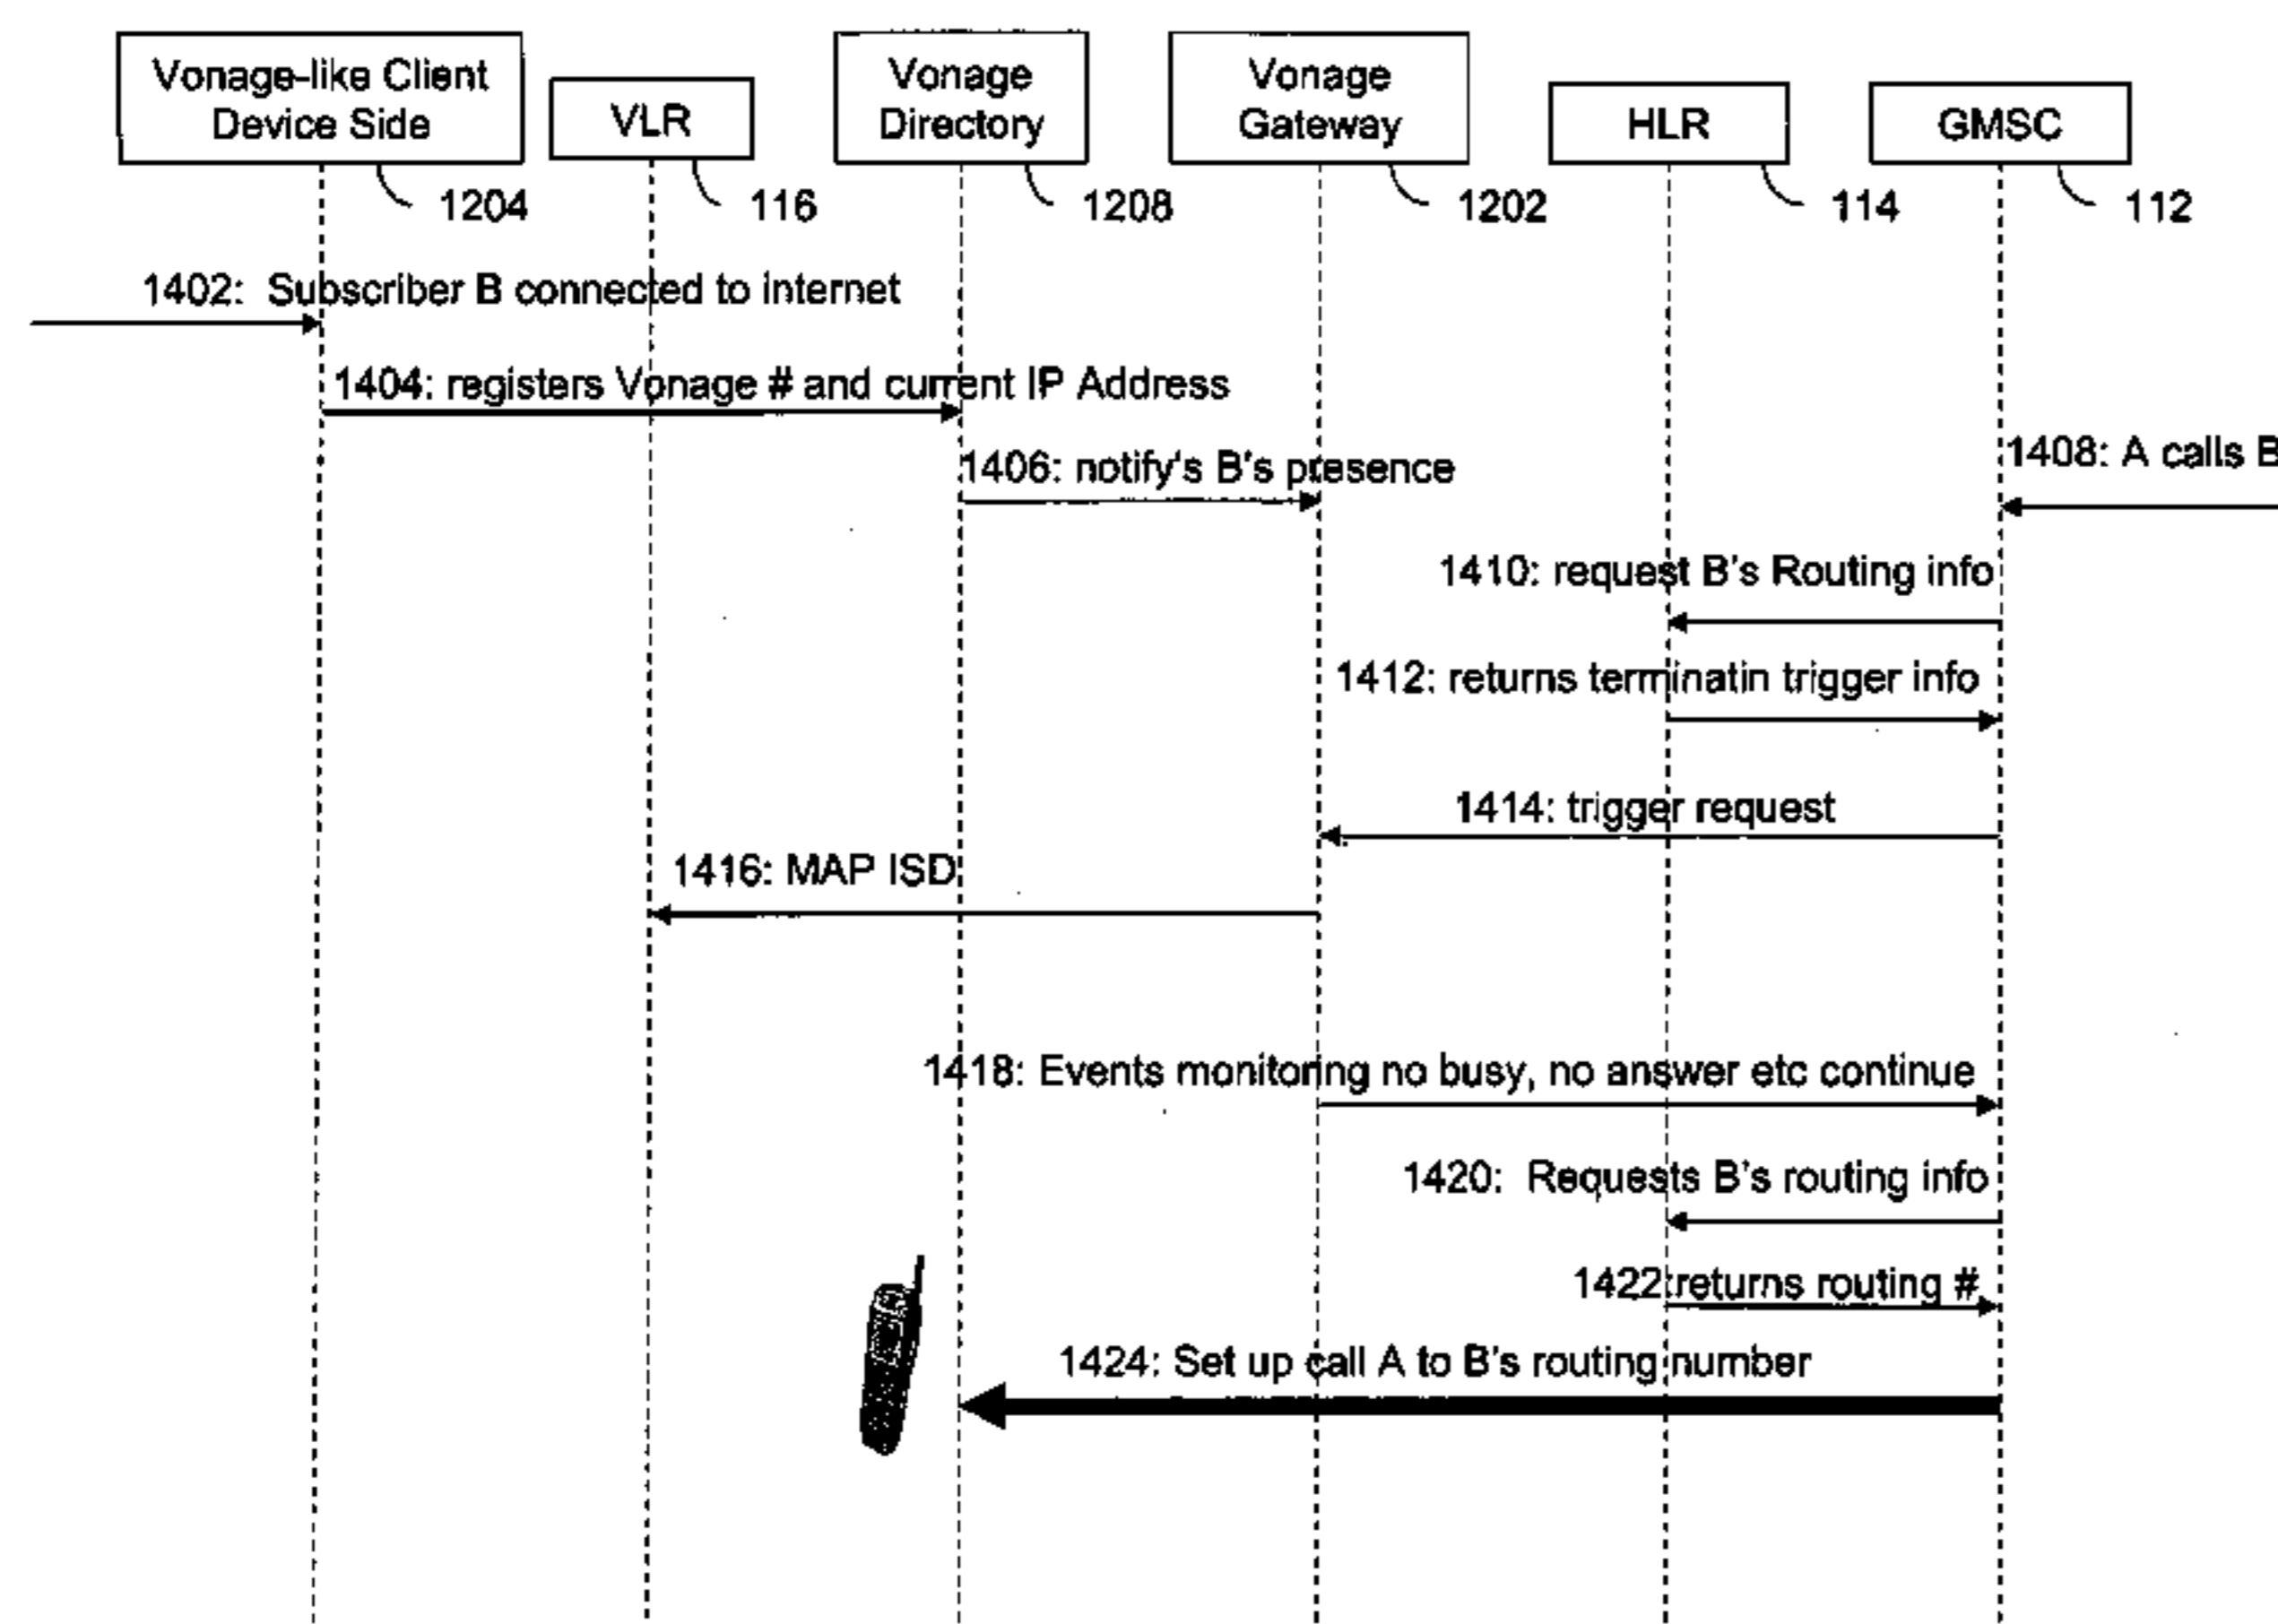 Vonage-like Client
Device Side
VLR
Vonage
Directory
Vonage
Gateway
HLR
GMSC
1204
116
1208
1202
114
112
1402: Subscriber B connected to internet
1404: registers Vonage # and current IP Address
1406: notify's B's presence
1408: A calls B
1410: request B's Routing info
1412: returns terminatin trigger info
1414: trigger request
1416: MAP ISD
1418: Events monitoring no busy, no answer etc continue
1420: Requests B's routing info
1422:returns routing #
1424: Set up call A to B's routing number